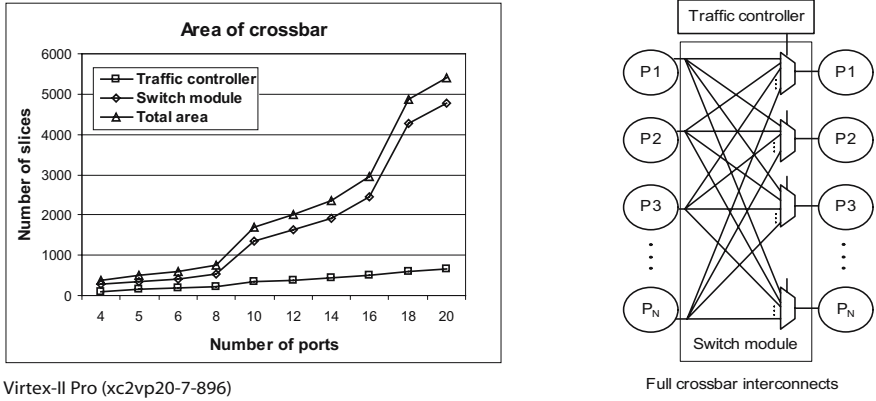 Area of crossbar
Number of slices
6000
5000
4000
3000
2000
1000
0
Traffic controller
Switch module
Total area
4 5 6 8 10 12 14 16 18 20
Number of ports
Virtex-II Pro (xc2vp20-7-896)
Traffic controller
P1 P1
P2 P2
P3 P3
PN PN
Switch module
Full crossbar interconnects